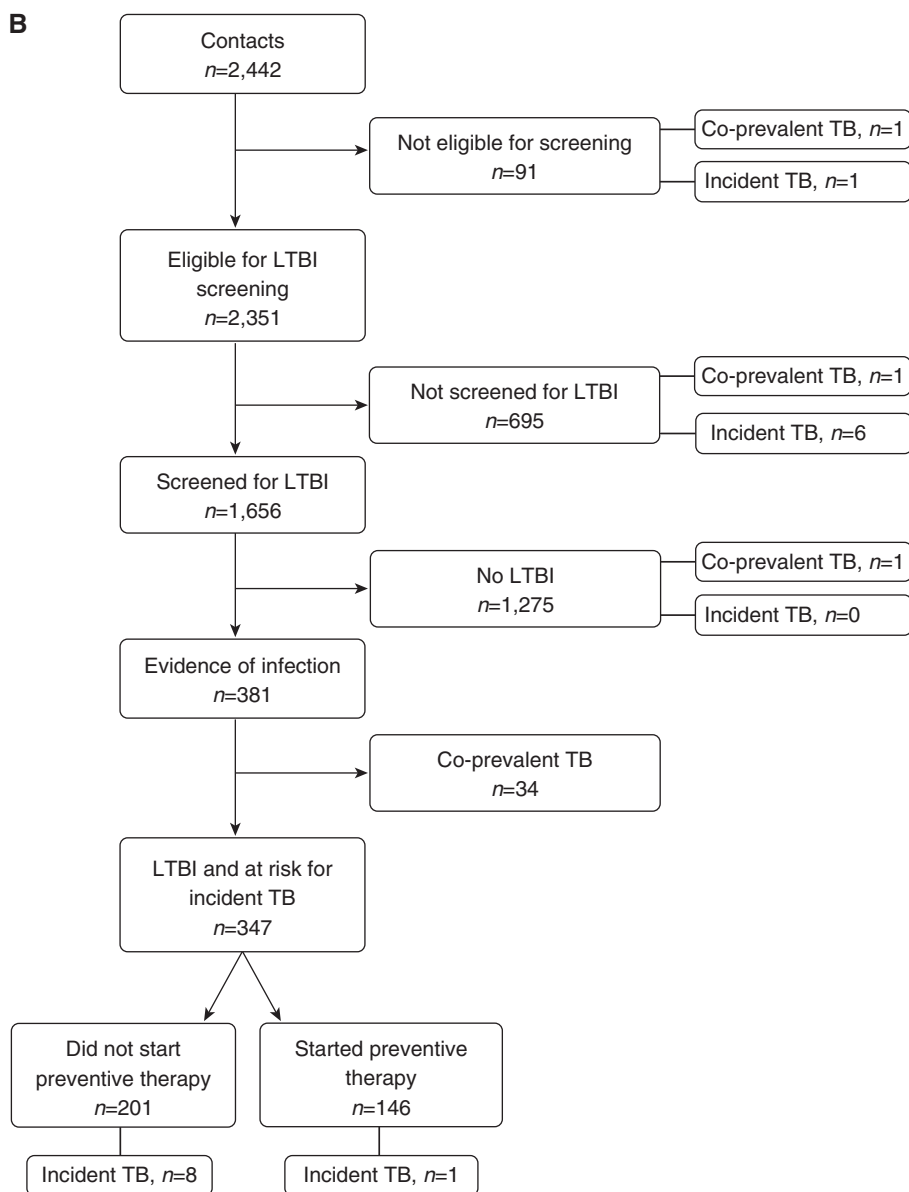 B
Contacts
n=2,442
Not eligible for screening
n=91
Co-prevalent TB, n=1
Incident TB, n=1
Eligible for LTBI
screening
n=2,351
Not screened for LTBI
n=695
Co-prevalent TB, n=1
Incident TB, n=6
Screened for LTBI
n=1,656
No LTBI
n=1,275
Co-prevalent TB, n=1
Incident TB, n=0
Evidence of infection
n=381
Co-prevalent TB
n=34
LTBI and at risk for
incident TB
n=347
Did not start
preventive therapy
n=201
Incident TB, n=8
Started preventive
therapy
n=146
Incident TB, n=1